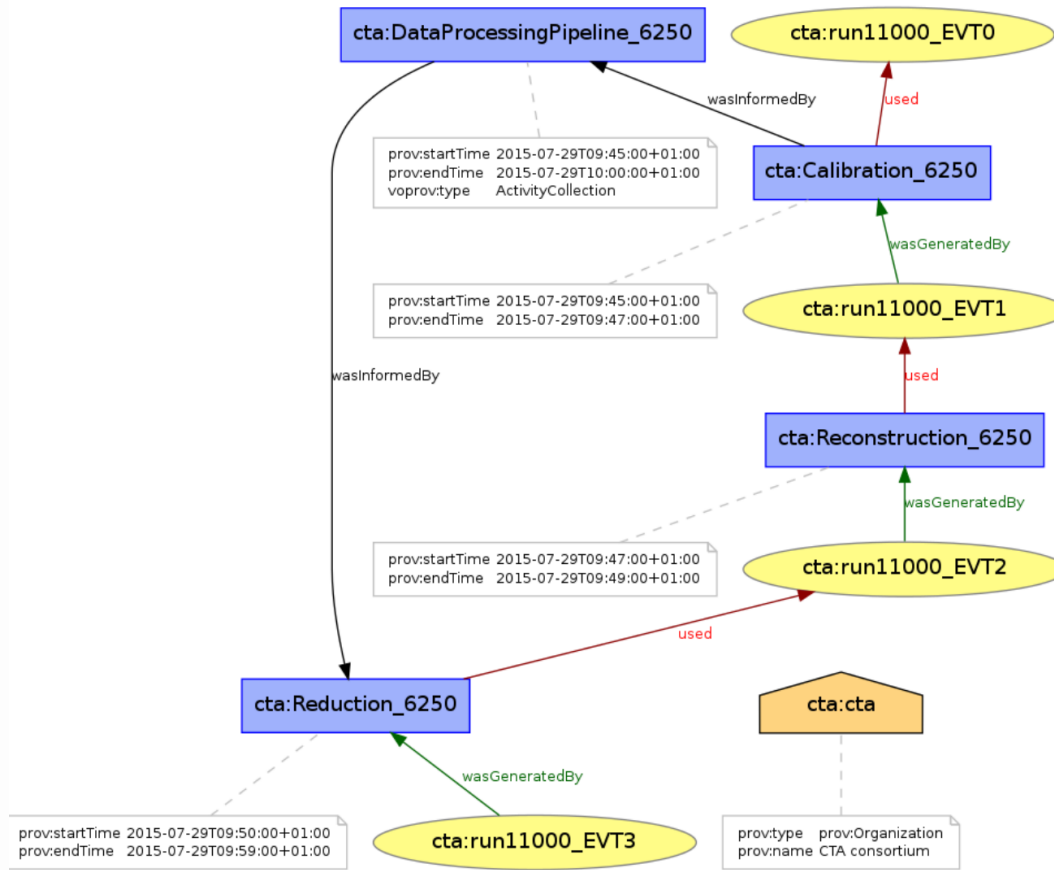 cta:DataProcessingPipeline_6250
cta:run11000_EVT0
wasInformedBy
used
prov:startTime 2015-07-29T09:45:00+01:00
prov:endTime 2015-07-29T10:00:00+01:00
voprov:type ActivityCollection
cta:Calibration_6250
wasGeneratedBy
prov:startTime 2015-07-29T09:45:00+01:00
prov:endTime 2015-07-29T09:47:00+01:00
cta:run11000_EVT1
wasInformedBy
used
cta:Reconstruction_6250
wasGeneratedBy
prov:startTime 2015-07-29T09:47:00+01:00
prov:endTime 2015-07-29T09:49:00+01:00
cta:run11000_EVT2
used
cta:Reduction_6250
cta:cta
wasGeneratedBy
prov:startTime 2015-07-29T09:50:00+01:00
prov:endTime 2015-07-29T09:59:00+01:00
cta:run11000_EVT3
prov:type prov:Organization
prov:name CTA consortium